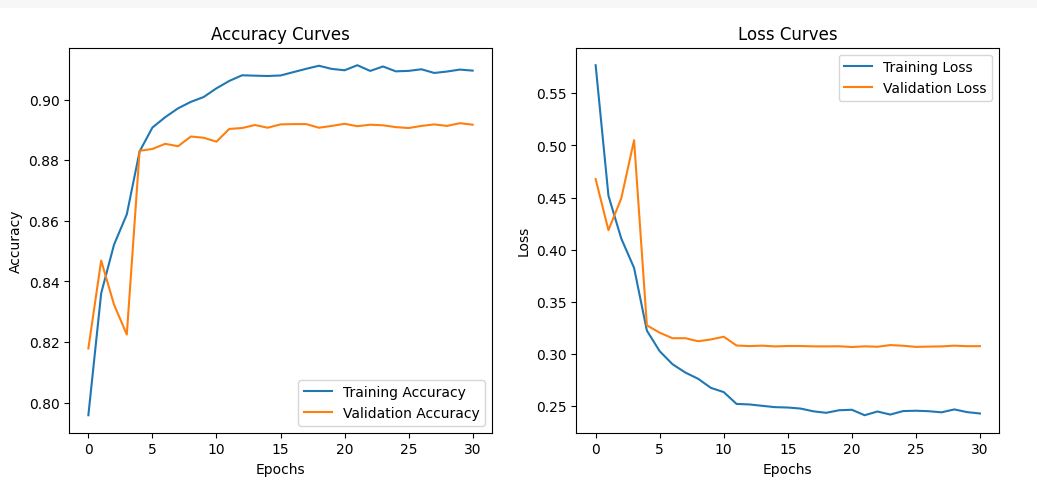 Accuracy Curves
Accuracy
0.90
0.88
0.86
0.84
0.82
0.80
0 5 10 15 20 25 30
Epochs
Training Accuracy
Validation Accuracy
Loss Curves
Loss
0.55
0.50
0.45
0.40
0.35
0.30
0.25
0 5 10 15 20 25 30
Epochs
Training Loss
Validation Loss